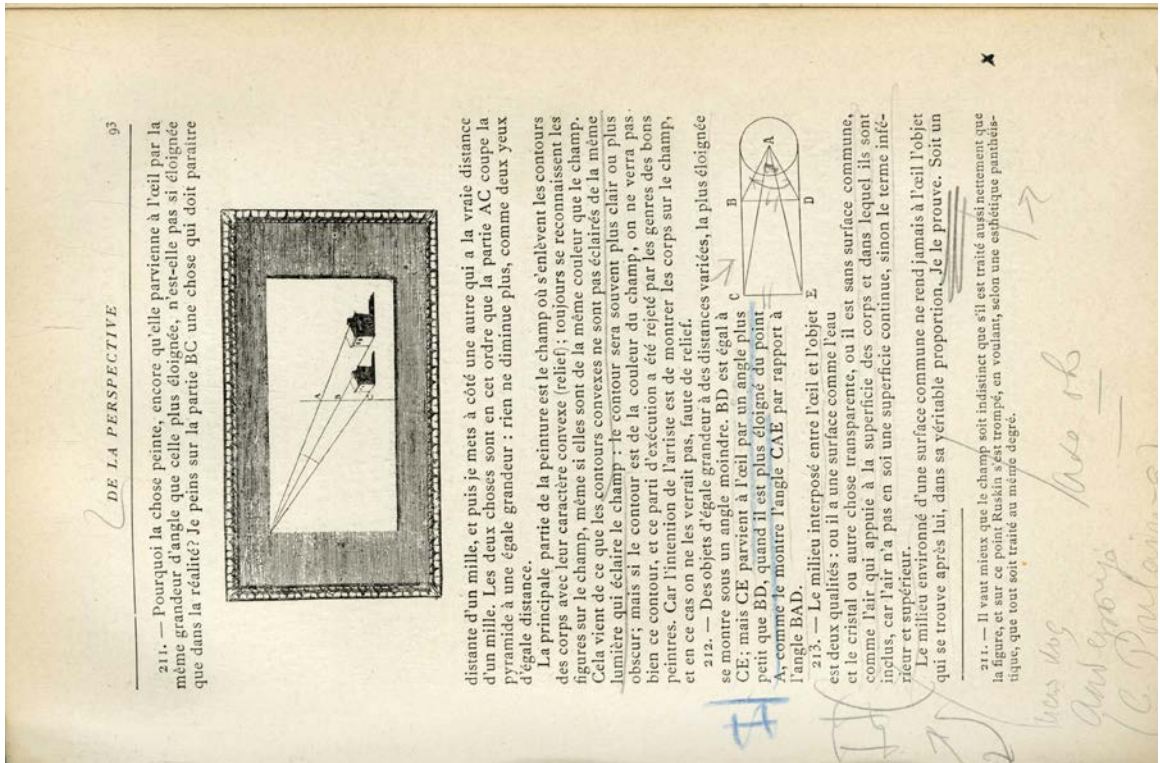 DE LA PERSPECTIVE 93
211. — Pourquoi la chose peinte, encore qu'elle parvienne à l'œil par la
même grandeur d'angle que celle plus éloignée, n'est-elle pas si éloignée
que dans la réalité? Je peins sur la partie BC une chose qui doit paraître
A
B
C
distante d'un mille, et puis je mets à côté une autre qui a la vraie distance
d'un mille. Les deux choses sont en cet ordre que la partie AC coupe la
pyramide à une égale grandeur : rien ne diminue plus, comme deux yeux
d'égale distance.
La principale partie de la peinture est le champ où s'enlèvent les contours
des corps avec leur caractère convexe (relief) ; toujours se reconnaissent les
figures sur le champ, même si elles sont de la même couleur que le champ.
Cela vient de ce que les contours convexes ne sont pas éclairés de la même
lumière qui éclaire le champ : le contour sera souvent plus clair ou plus
obscur; mais si le contour est de la couleur du champ, on ne verra pas
bien ce contour, et ce parti d'exécution a été rejeté par les genres des bons
peintres. Car l'intention de l'artiste est de montrer les corps sur le champ,
et en ce cas on ne les verrait pas, faute de relief.
212. — Des objets d'égale grandeur à des distances variées, la plus éloignée
se montre sous un angle moindre. BD est égal à
CE ; mais CE parvient à l'œil par un angle plus
petit que BD, quand il est plus éloigné du point
A, comme le montre l'angle CAE par rapport à
l'angle BAD.
C
B
A
E
D
213. — Le milieu interposé entre l'œil et l'objet
est deux qualités : ou il a une surface comme l'eau
et le cristal ou autre chose transparente, ou il est sans surface commune,
comme l'air qui appuie à la superficie des corps et dans lequel ils sont
inclus, car l'air n'a pas en soi une superficie continue, sinon le terme infé-
rieur et supérieur.
Le milieu environné d'une surface commune ne rend jamais à l'œil l'objet
qui se trouve après lui, dans sa véritable proportion. Je le prouve. Soit un
211. — Il vaut mieux que le champ soit indistinct que s'il est traité aussi nettement que
la figure, et sur ce point Ruskin s'est trompé, en voulant, selon une esthétique panthéis-
tique, que tout soit traité au même degré.